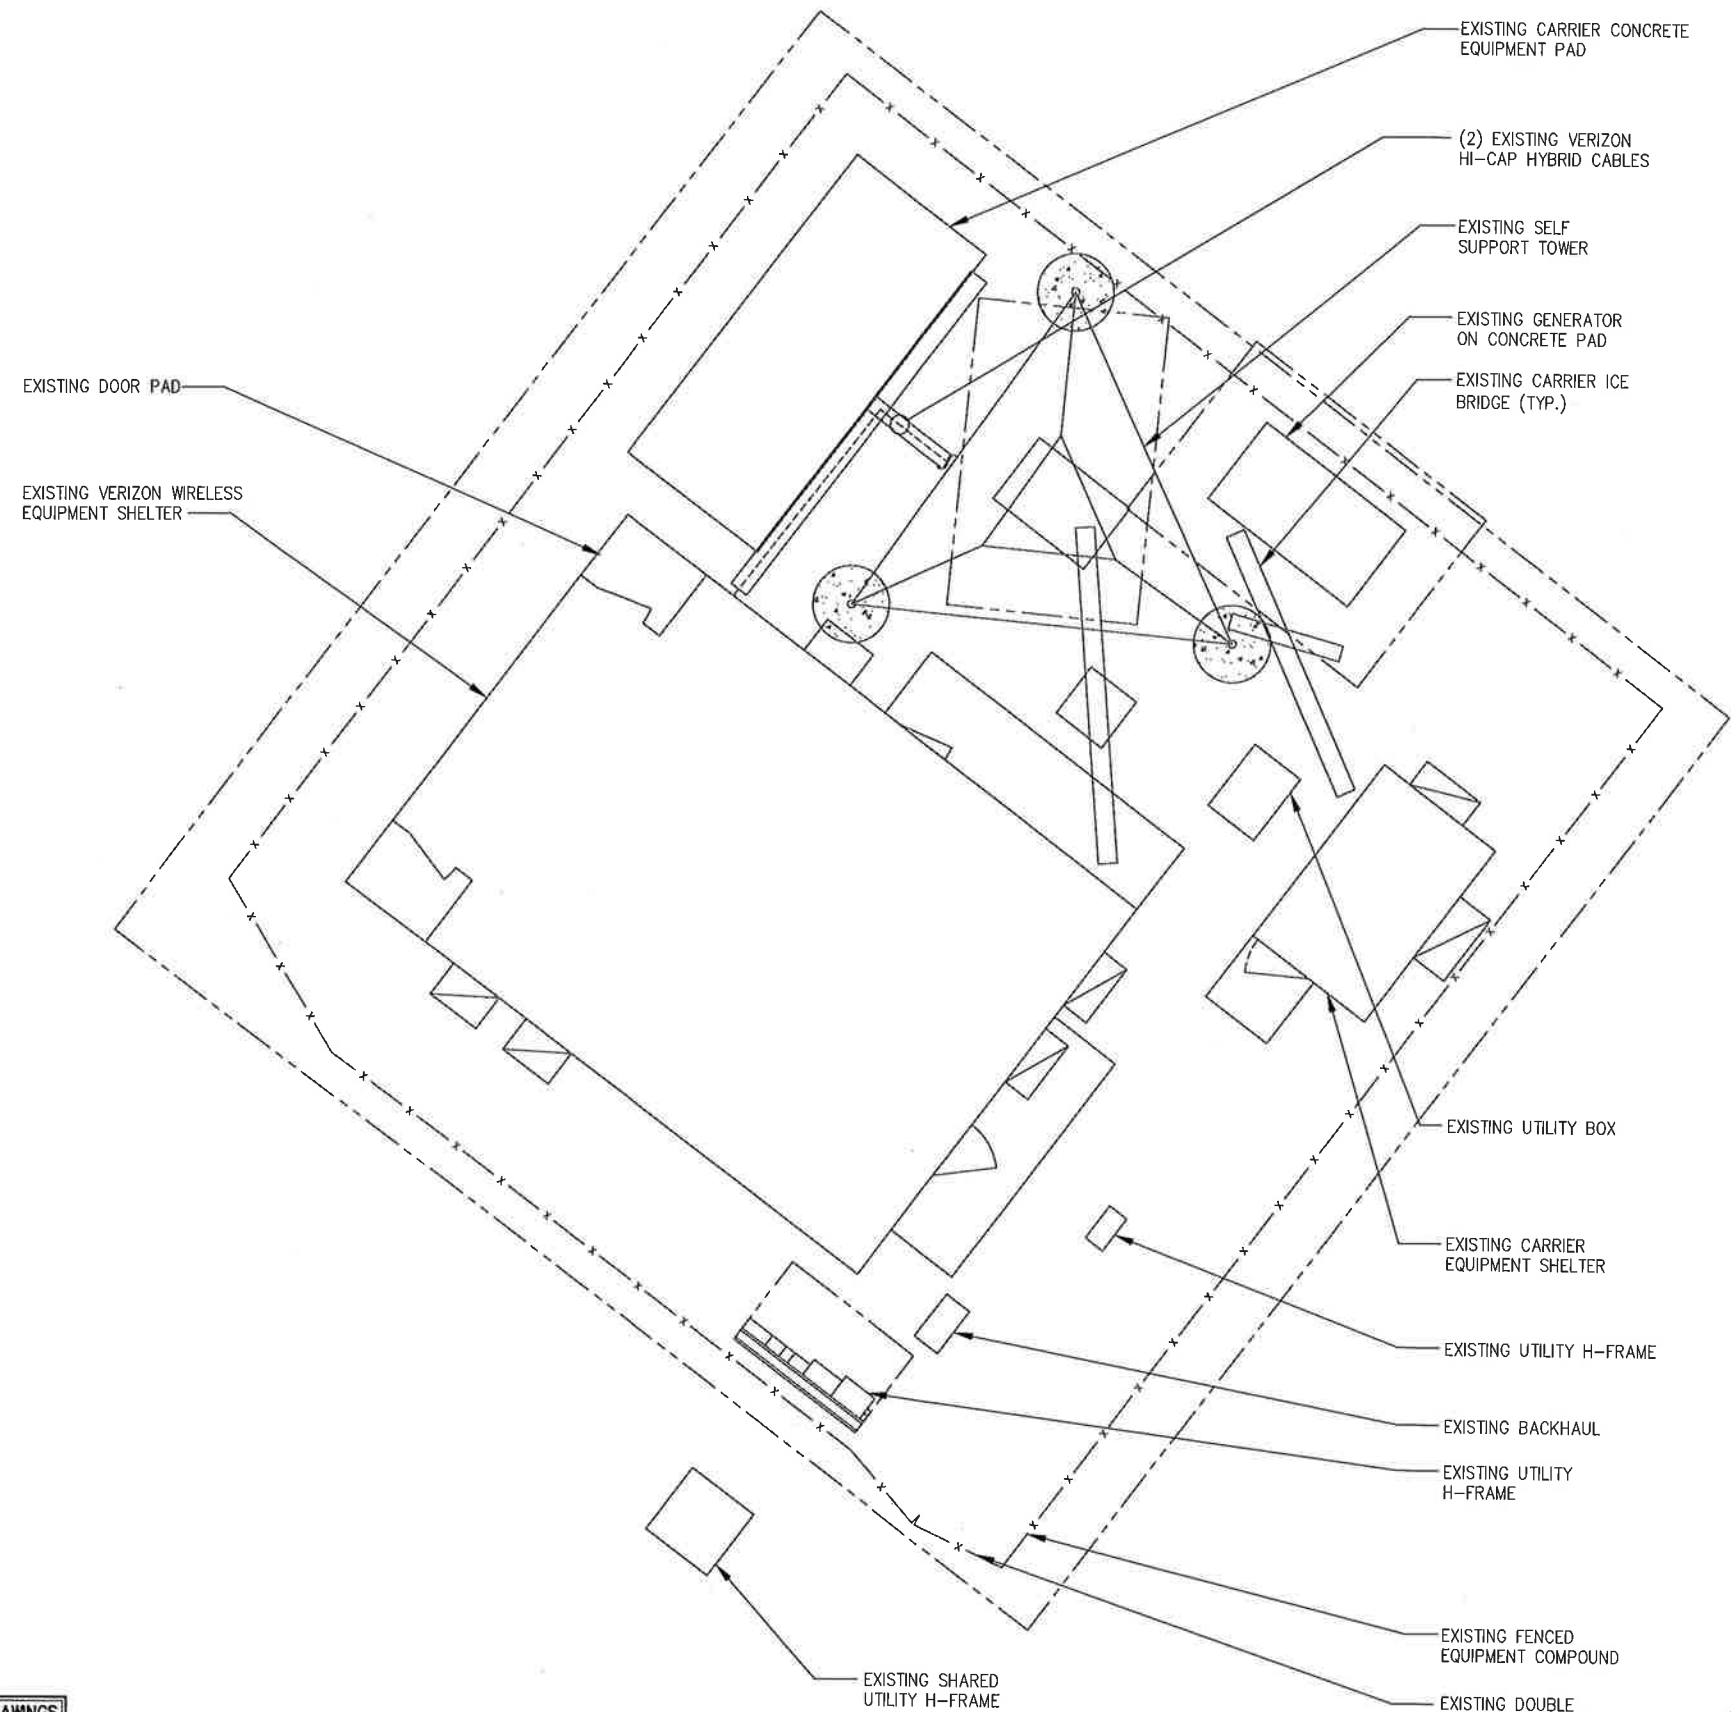 EXISTING CARRIER CONCRETE
EQUIPMENT PAD
(2) EXISTING VERIZON
HI-CAP HYBRID CABLES
EXISTING SELF
SUPPORT TOWER
EXISTING GENERATOR
ON CONCRETE PAD
EXISTING CARRIER ICE
BRIDGE (TYP.)
EXISTING DOOR PAD
EXISTING VERIZON WIRELESS
EQUIPMENT SHELTER
EXISTING UTILITY BOX
EXISTING CARRIER
EQUIPMENT SHELTER
EXISTING UTILITY H-FRAME
EXISTING BACKHAUL
EXISTING UTILITY
H-FRAME
EXISTING FENCED
EQUIPMENT COMPOUND
EXISTING SHARED
UTILITY H-FRAME
EXISTING DOUBLE